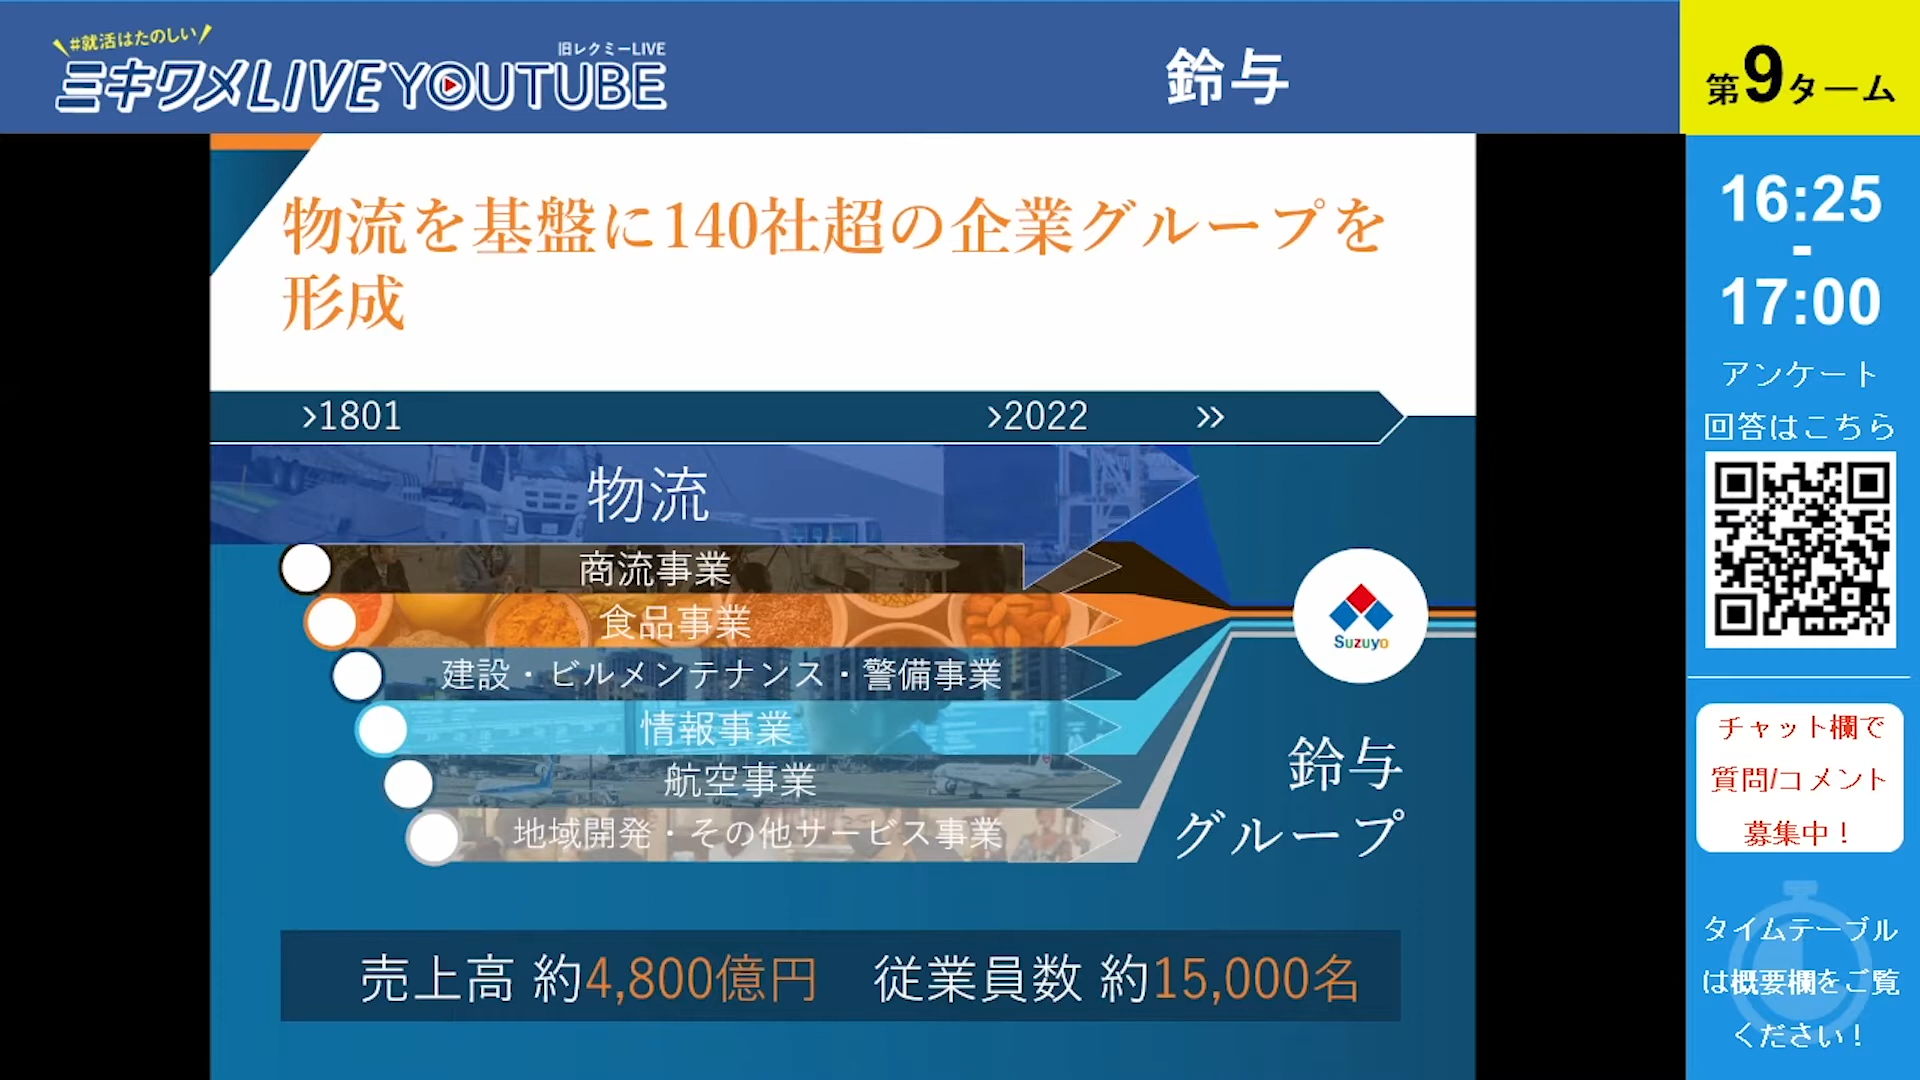 #就活はたのしい
旧レクミーLIVE
ミキワメLIVE YOUTUBE
鈴与
第9ターム
物流を基盤に140社超の企業グループを
形成
>1801
>2022
>>
物流
商流事業
食品事業
建設・ビルメンテナンス・警備事業
情報事業
航空事業
地域開発・その他サービス事業
Suzuyo
鈴与
グループ
売上高 約4,800億円 従業員数 約15,000名
16:25
-
17:00
アンケート
回答はこちら
チャット欄で
質問/コメント
募集中！
タイムテーブル
は概要欄をご覧
ください！